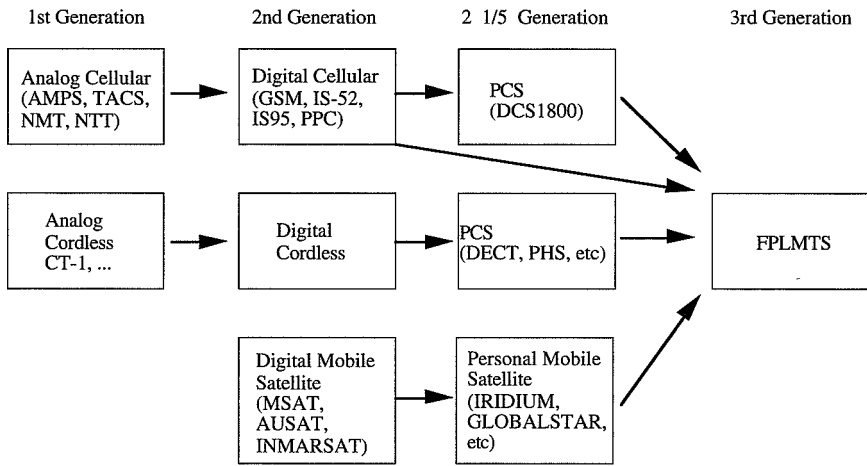 1st Generation
2nd Generation
2 1/5 Generation
3rd Generation
Analog Cellular
(AMPS, TACS,
NMT, NTT)
Digital Cellular
(GSM, IS-52,
IS95, PPC)
PCS
(DCS1800)
Analog
Cordless
CT-1, ...
Digital
Cordless
PCS
(DECT, PHS, etc)
FPLMTS
Digital Mobile
Satellite
(MSAT,
AUSAT,
INMARSAT)
Personal Mobile
Satellite
(IRIDIUM,
GLOBALSTAR,
etc)